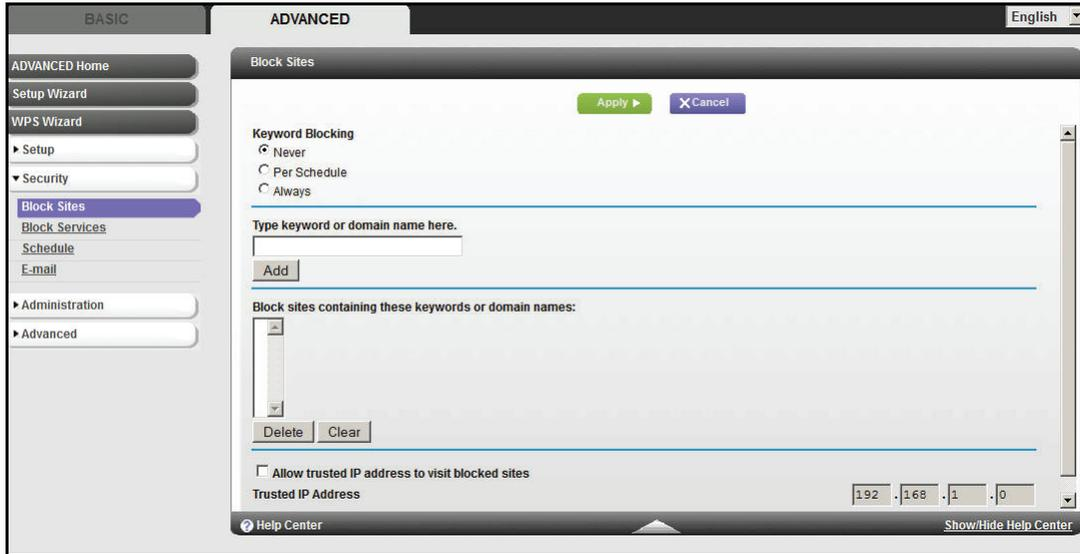 BASIC
ADVANCED
English
ADVANCED Home
Setup Wizard
WPS Wizard
Setup
Security
Block Sites
Block Services
Schedule
E-mail
Administration
Advanced
Block Sites
Apply
X Cancel
Keyword Blocking
Never
Per Schedule
Always
Type keyword or domain name here.
Add
Block sites containing these keywords or domain names:
Delete Clear
Allow trusted IP address to visit blocked sites
Trusted IP Address 192 . 168 . 1 . 0
? Help Center Show/Hide Help Center